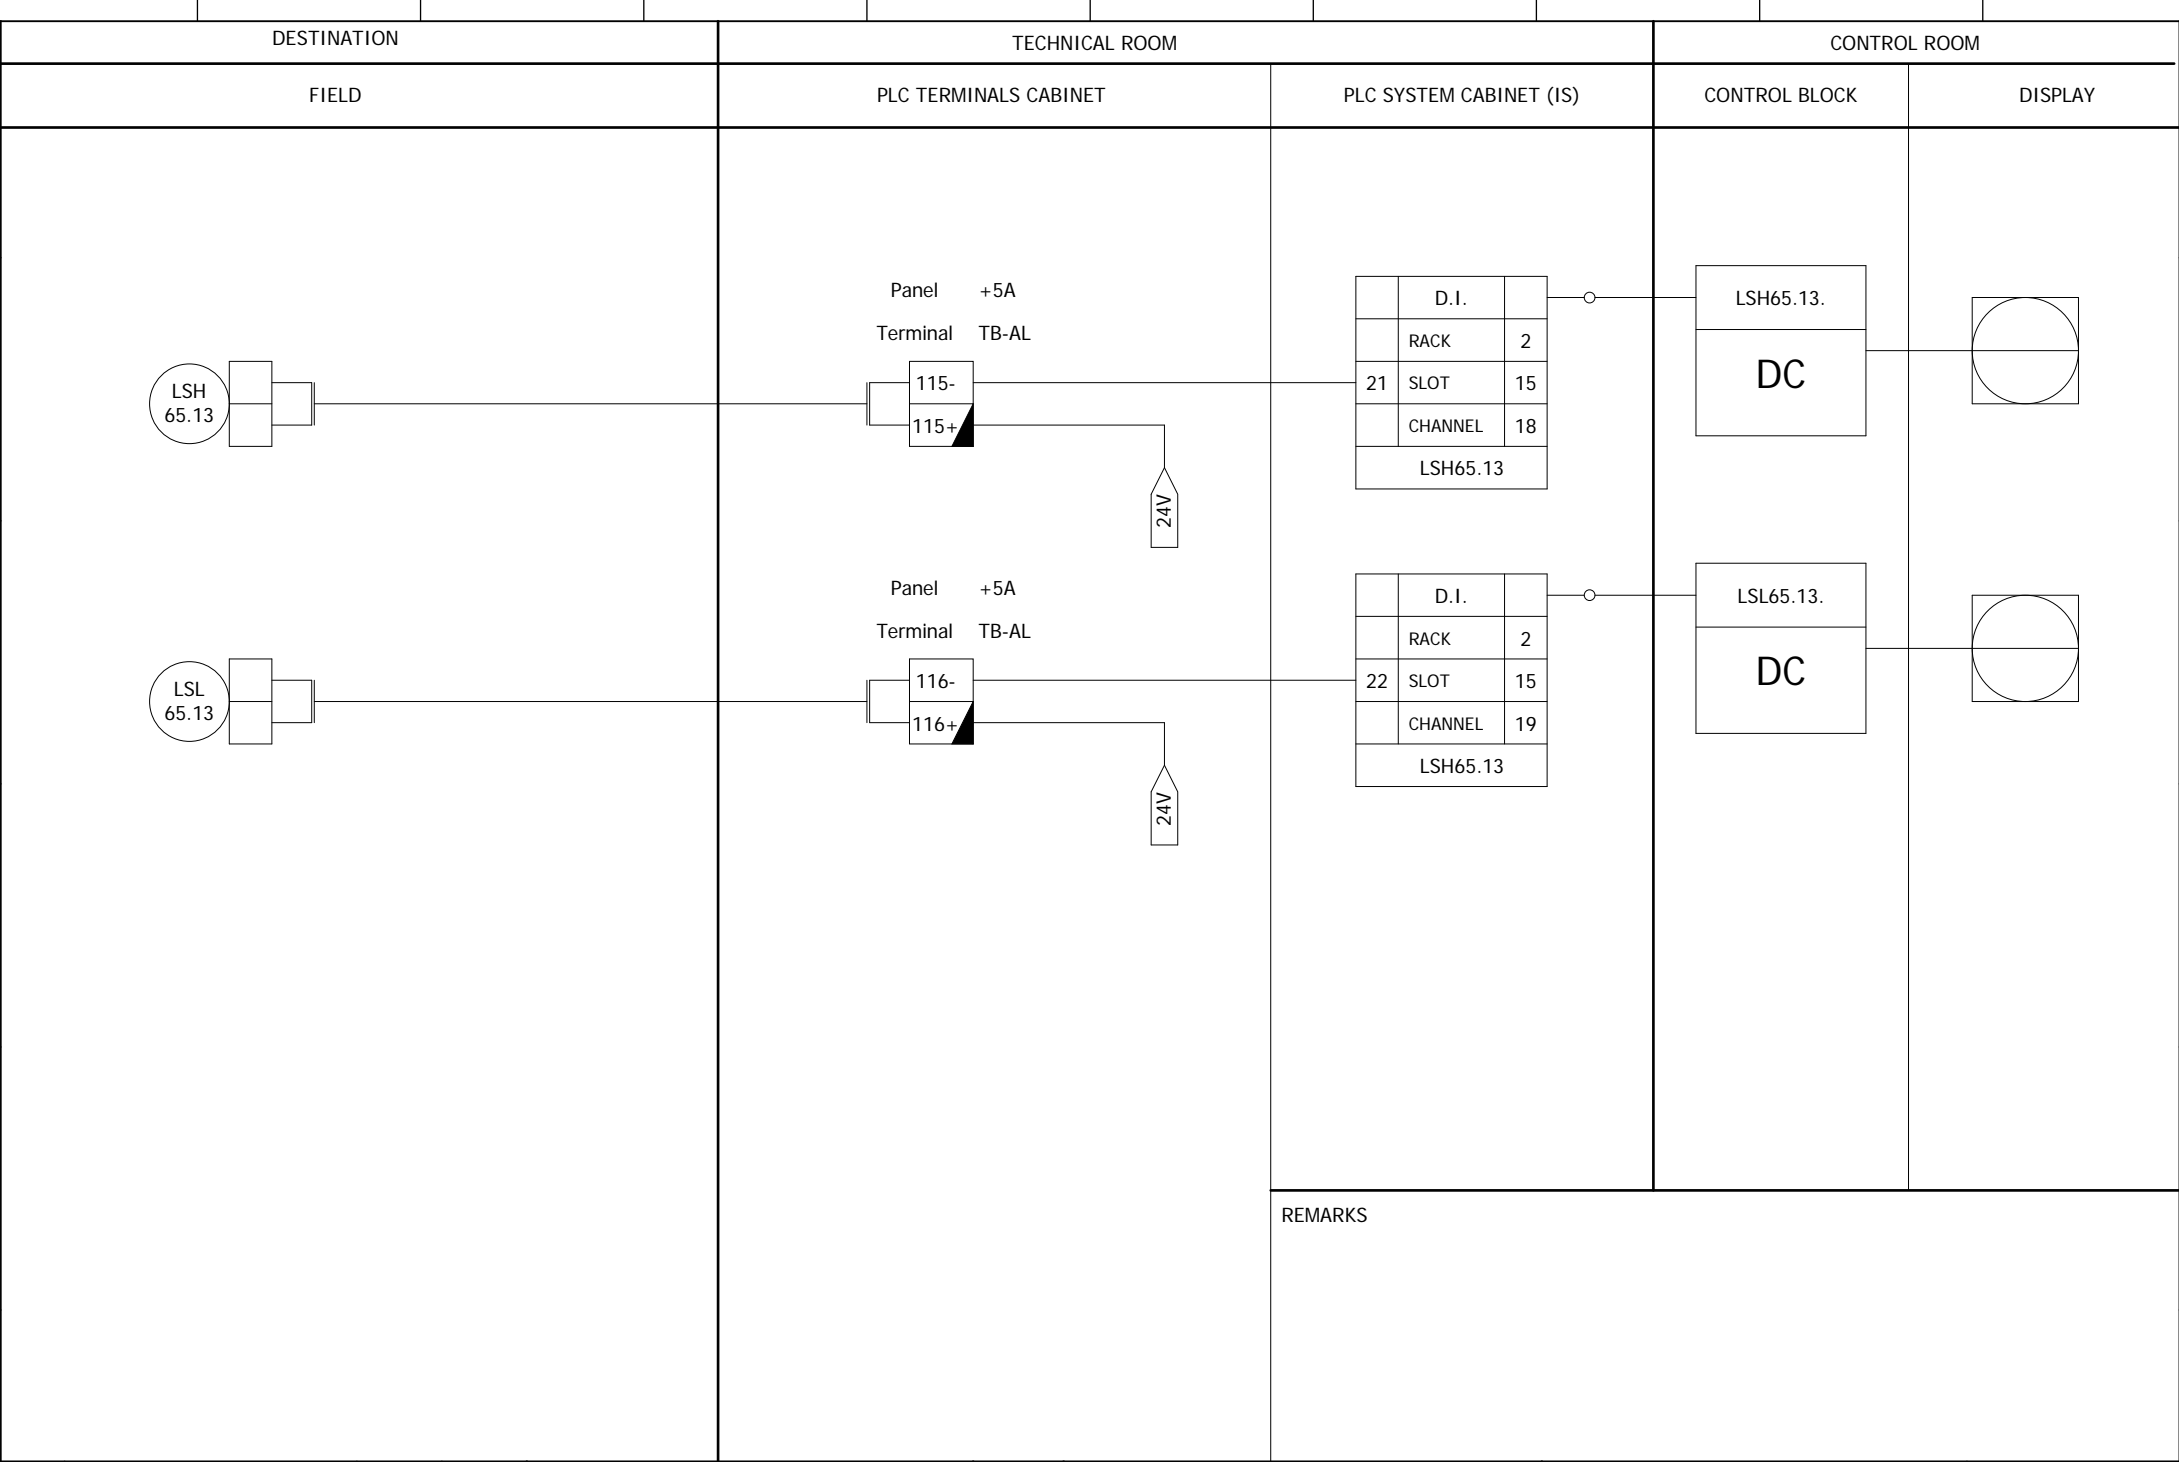 DESTINATION
TECHNICAL ROOM
CONTROL ROOM
FIELD
PLC TERMINALS CABINET
PLC SYSTEM CABINET (IS)
CONTROL BLOCK
DISPLAY
LSH
65.13
Panel +5A
Terminal TB-AL
115-
115+
24V
D.I.
RACK 2
21 SLOT 15
CHANNEL 18
LSH65.13
LSH65.13.
DC
LSL
65.13
Panel +5A
Terminal TB-AL
116-
116+
24V
D.I.
RACK 2
22 SLOT 15
CHANNEL 19
LSH65.13
LSL65.13.
DC
REMARKS